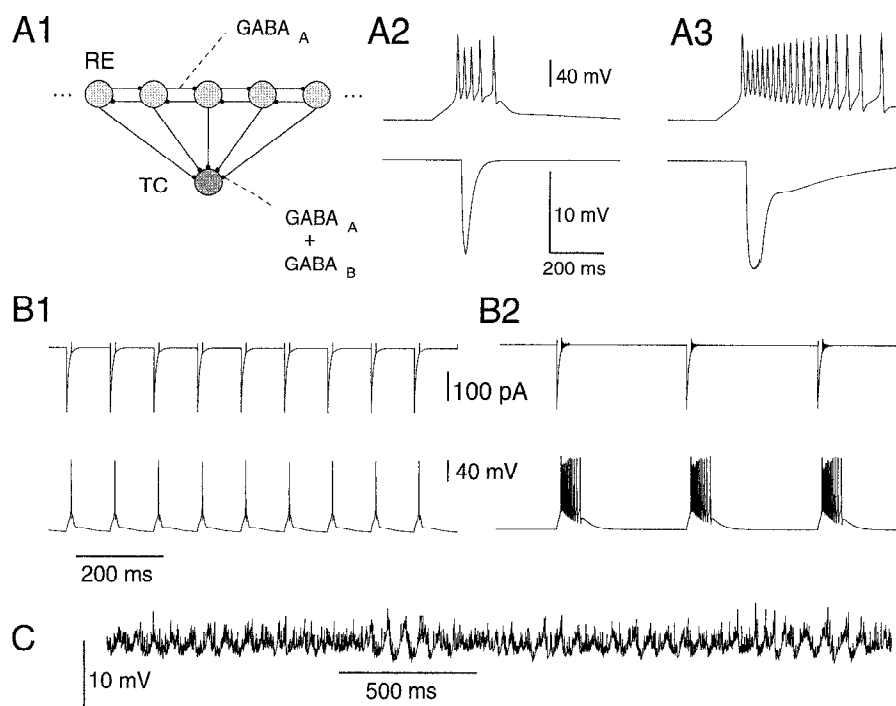 A1
GABA A
RE
...
...
TC
GABA A
+
GABA B
A2
40 mV
10 mV
200 ms
A3
B1
100 pA
40 mV
200 ms
B2
C
10 mV
500 ms